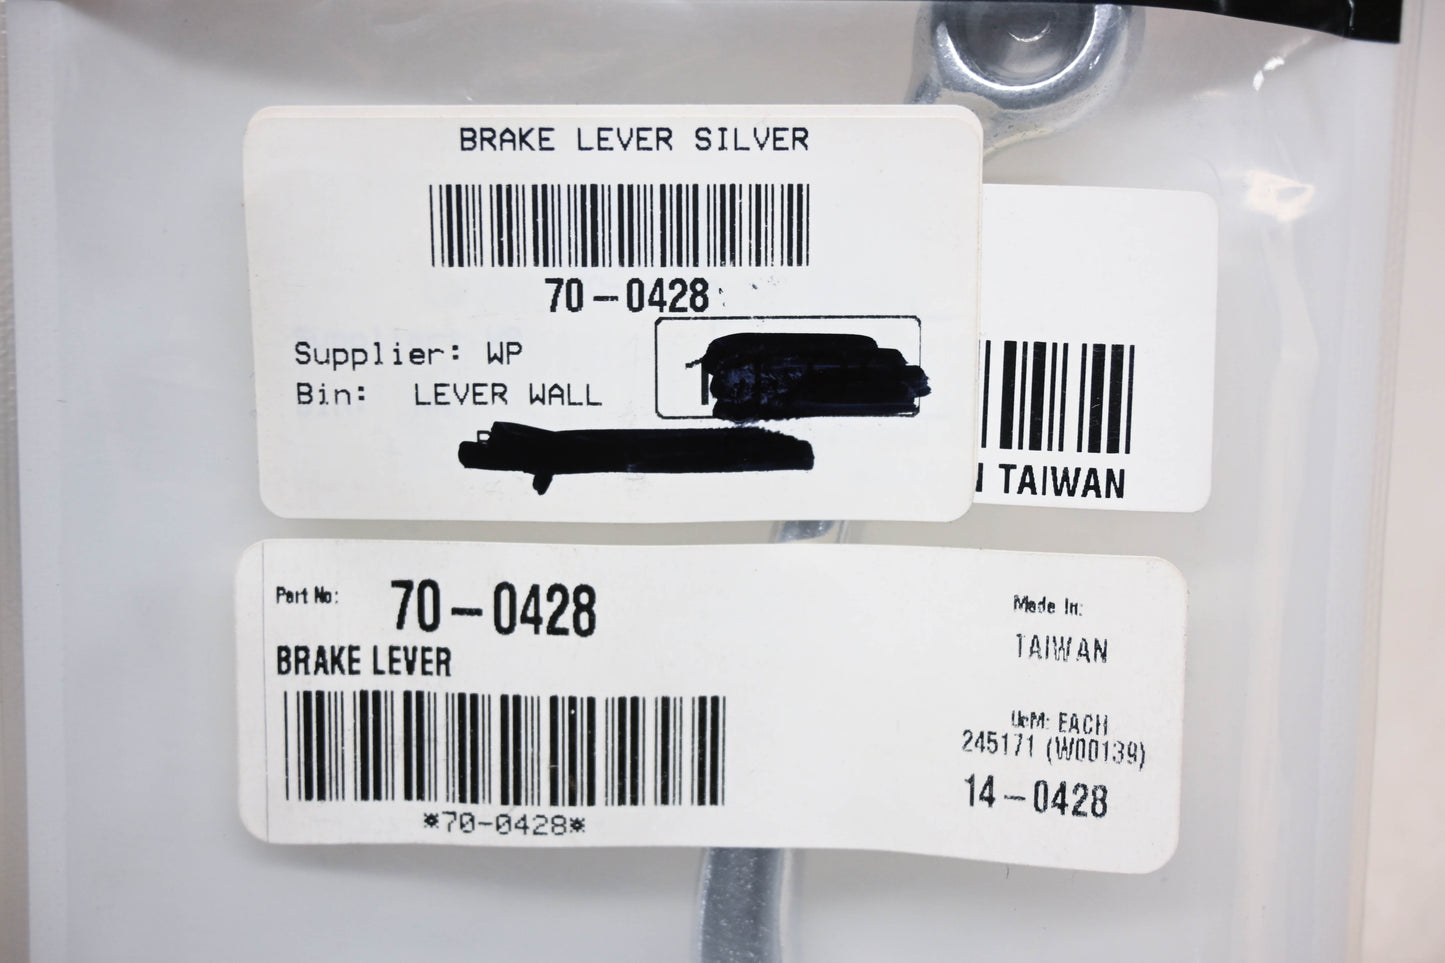 BRAKE LEVER SILVER
70-0428
Supplier: WP
Bin: LEVER WALL
TAIWAN
Part No: 70-0428
BRAKE LEVER
*70-0428*
Made In:
TAIWAN
UoM: EACH
245171 (W00139)
14-0428